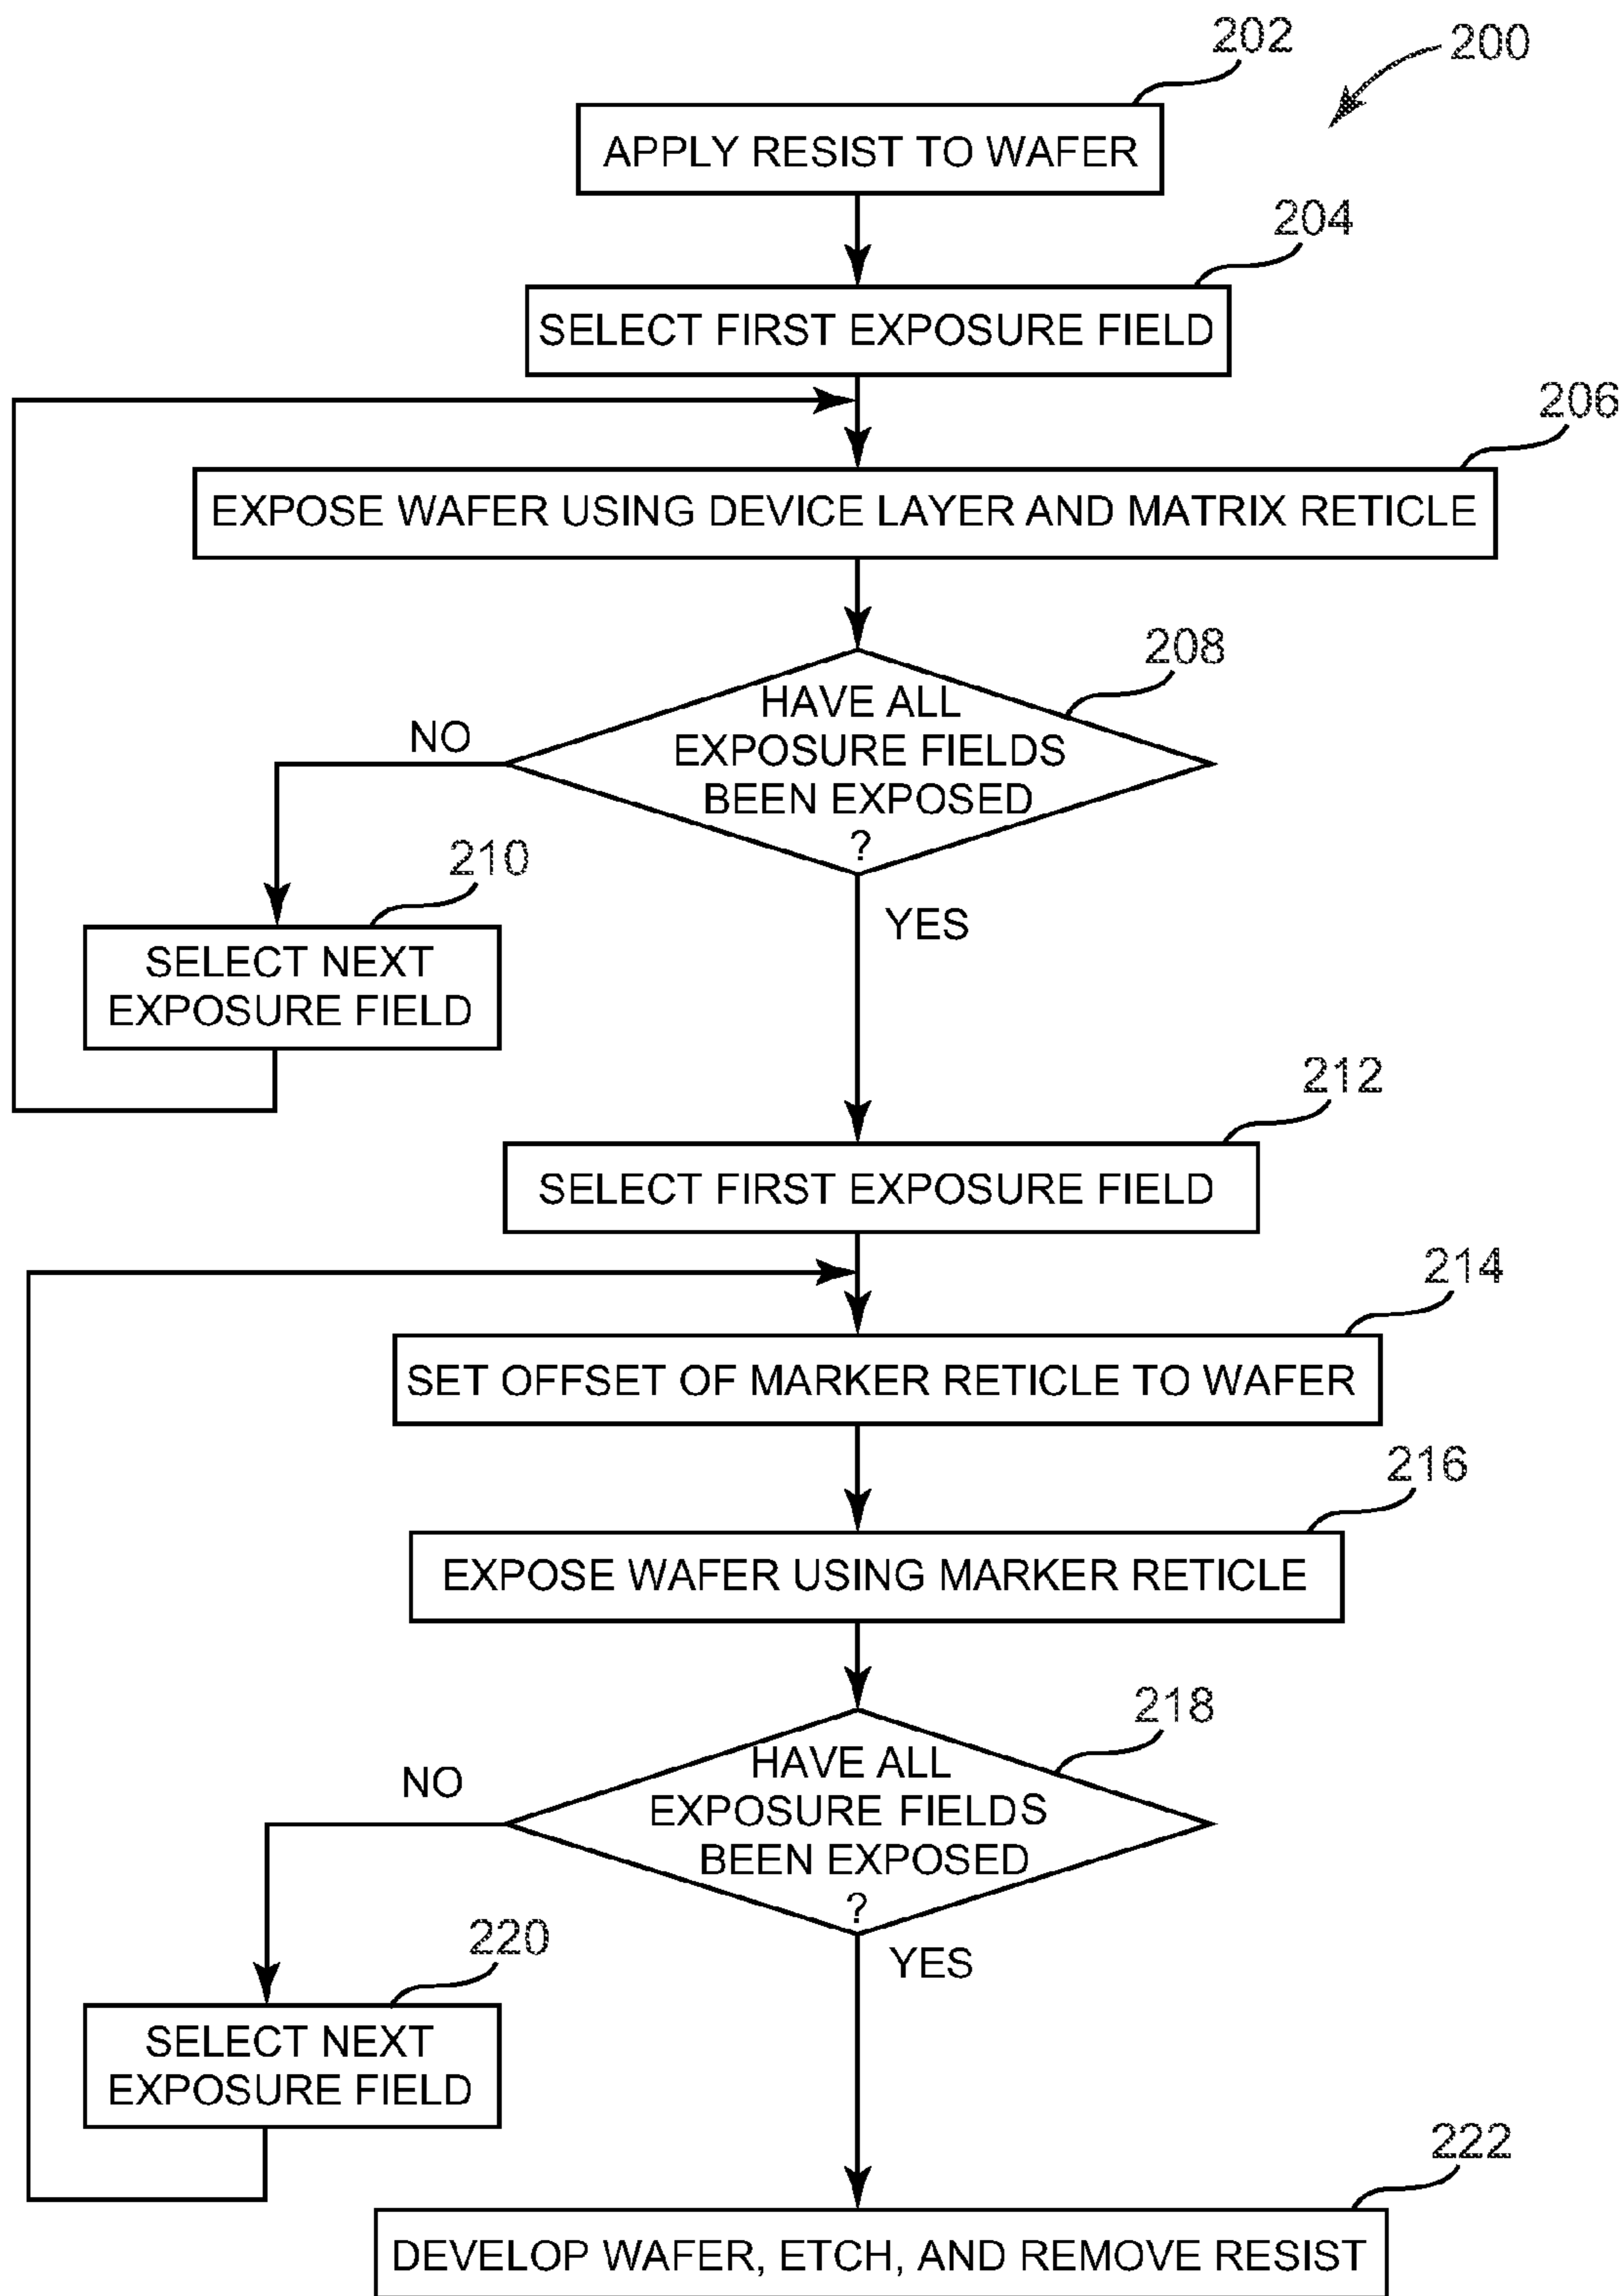 202
200
APPLY RESIST TO WAFER
204
SELECT FIRST EXPOSURE FIELD
206
EXPOSE WAFER USING DEVICE LAYER AND MATRIX RETICLE
208
HAVE ALL
EXPOSURE FIELDS
BEEN EXPOSED
?
NO
YES
210
SELECT NEXT
EXPOSURE FIELD
212
SELECT FIRST EXPOSURE FIELD
214
SET OFFSET OF MARKER RETICLE TO WAFER
216
EXPOSE WAFER USING MARKER RETICLE
218
HAVE ALL
EXPOSURE FIELDS
BEEN EXPOSED
?
NO
YES
220
SELECT NEXT
EXPOSURE FIELD
222
DEVELOP WAFER, ETCH, AND REMOVE RESIST